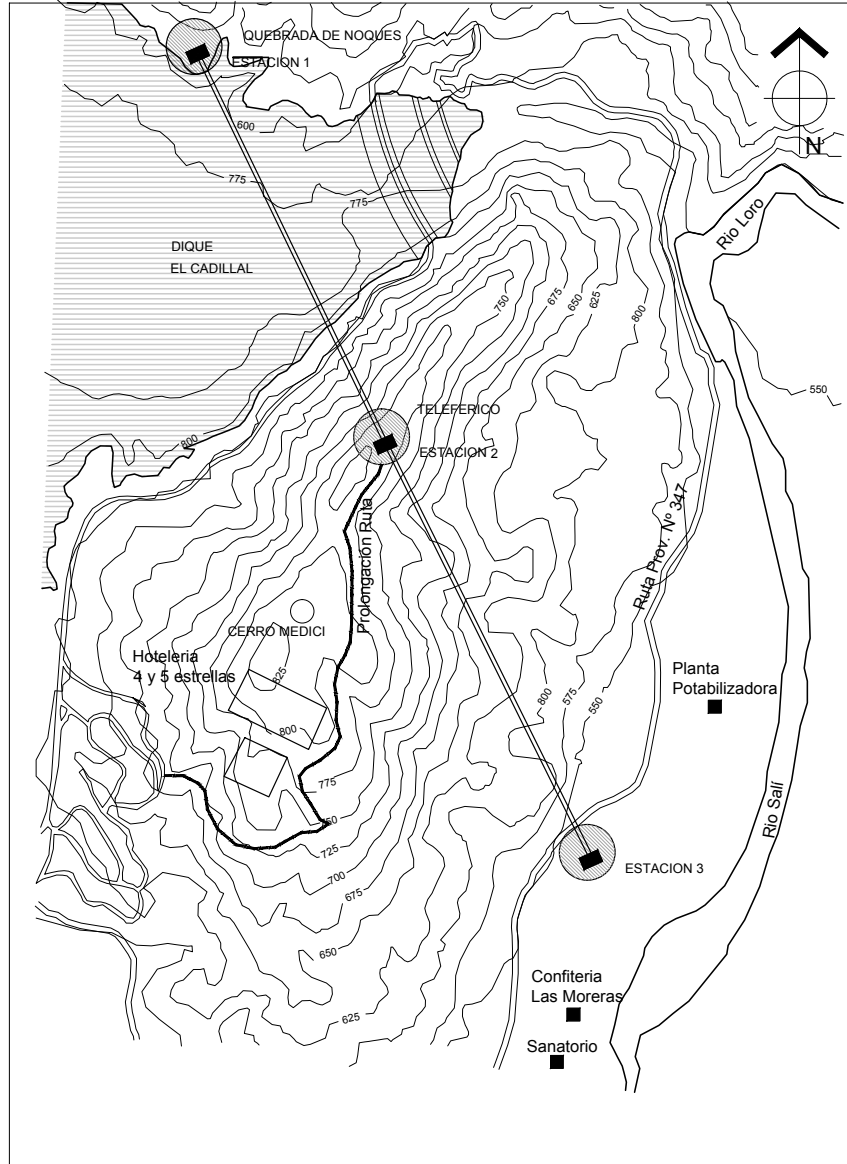 QUEBRADA DE NOQUES
ESTACION 1
N
600
775
775
Rio Loro
DIQUE
EL CADILLAL
750
675
650
625
800
550
800
TELEFERICO
ESTACION 2
Prolongación Ruta
Ruta Prov. Nº 347
CERRO MEDICI
Hoteleria
4 y 5 estrellas
825
800
Planta
Potabilizadora
800
575
550
775
750
725
700
675
650
625
Rio Salí
ESTACION 3
Confiteria
Las Moreras
Sanatorio